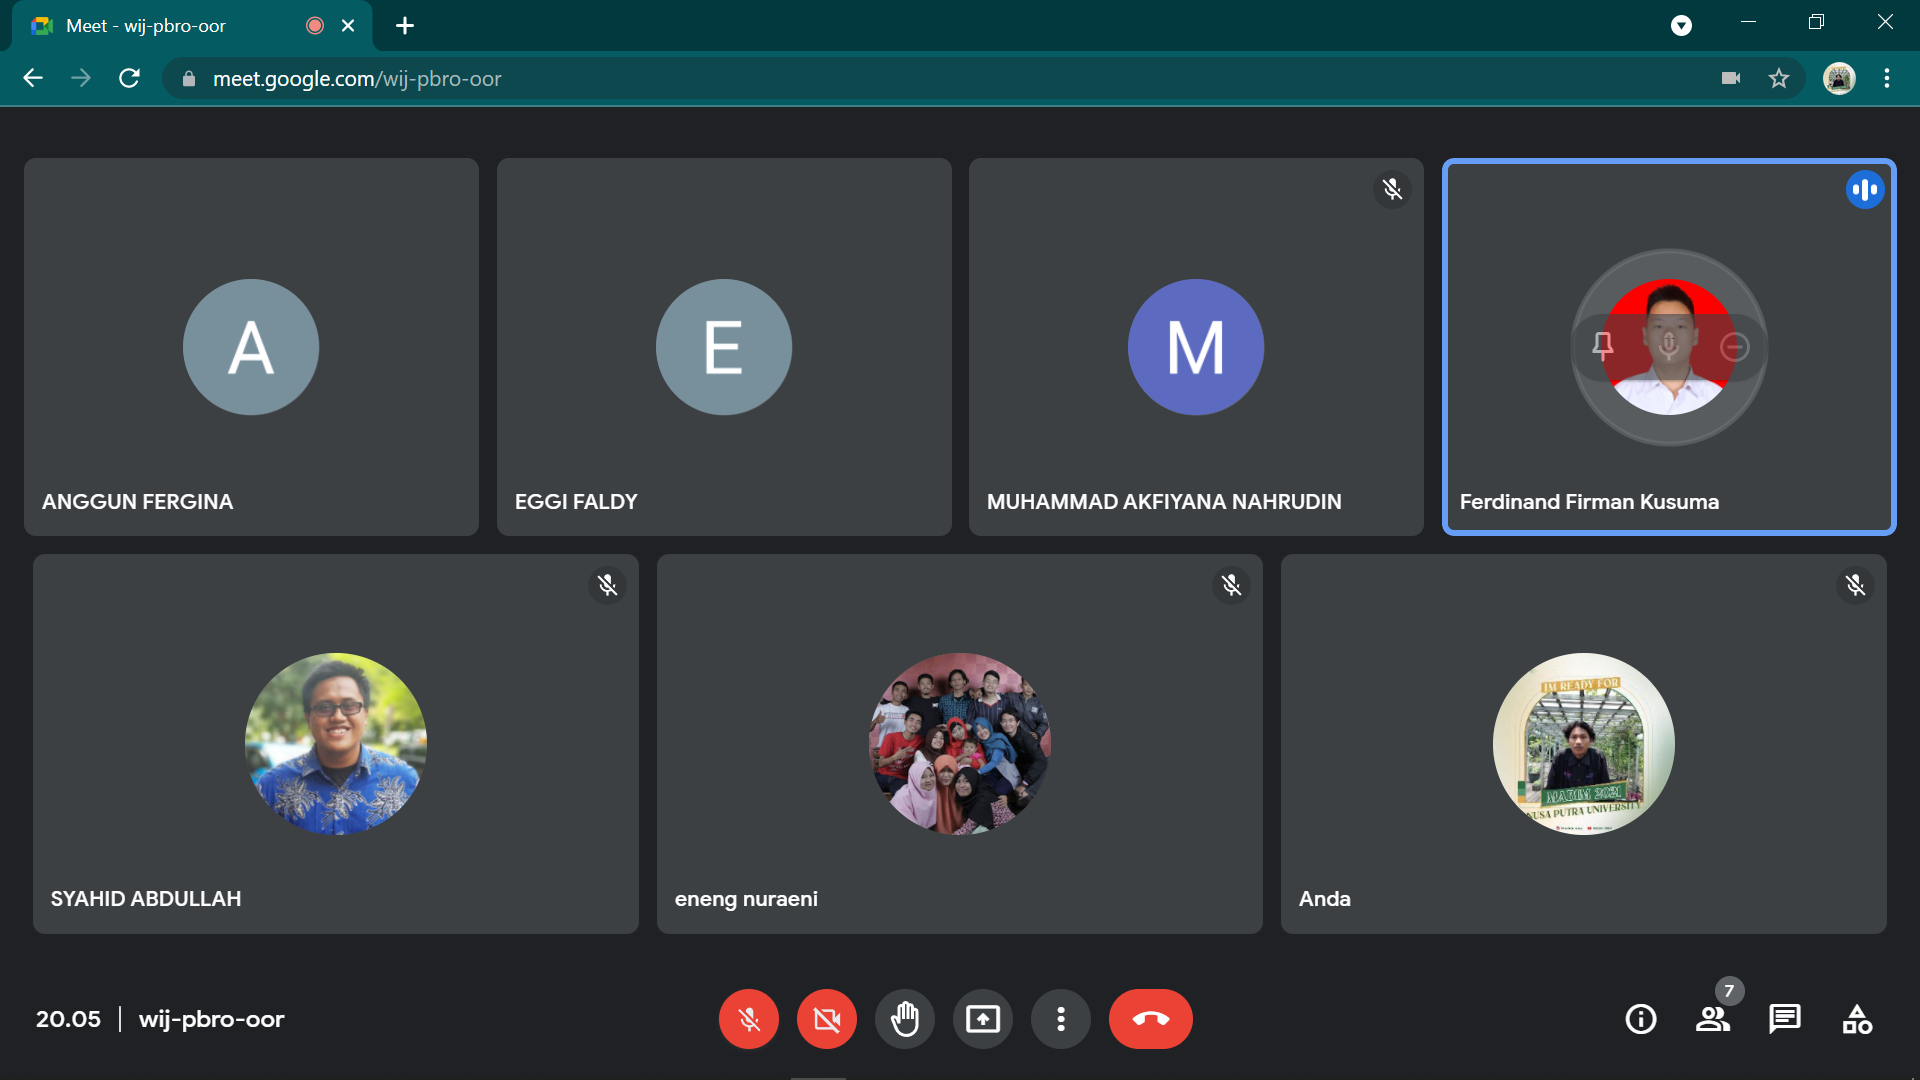 Meet - wij-pbro-oor
meet.google.com/wij-pbro-oor
A
E
M
ANGGUN FERGINA
EGGI FALDY
MUHAMMAD AKFIYANA NAHRUDIN
Ferdinand Firman Kusuma
IM READY FOR
MABIM 2021
NUSA PUTRA UNIVERSITY
SYAHID ABDULLAH
eneng nuraeni
Anda
20.05
wij-pbro-oor
7